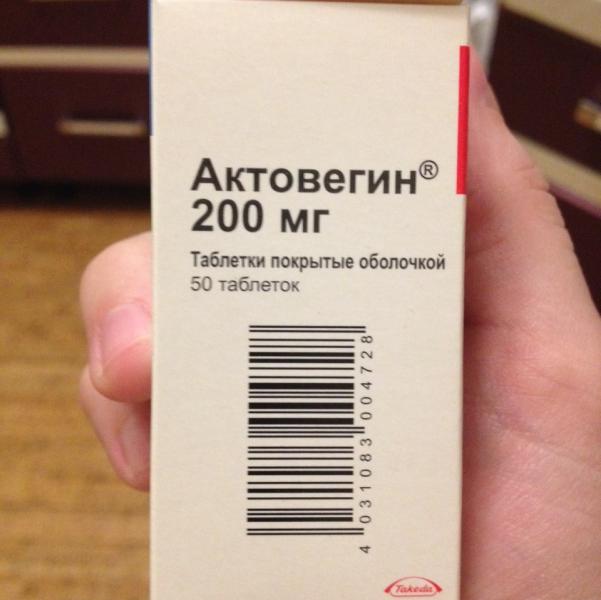 Актовегин®
200 мг
Таблетки покрытые оболочкой
50 таблеток
4 031083 004728
Takeda